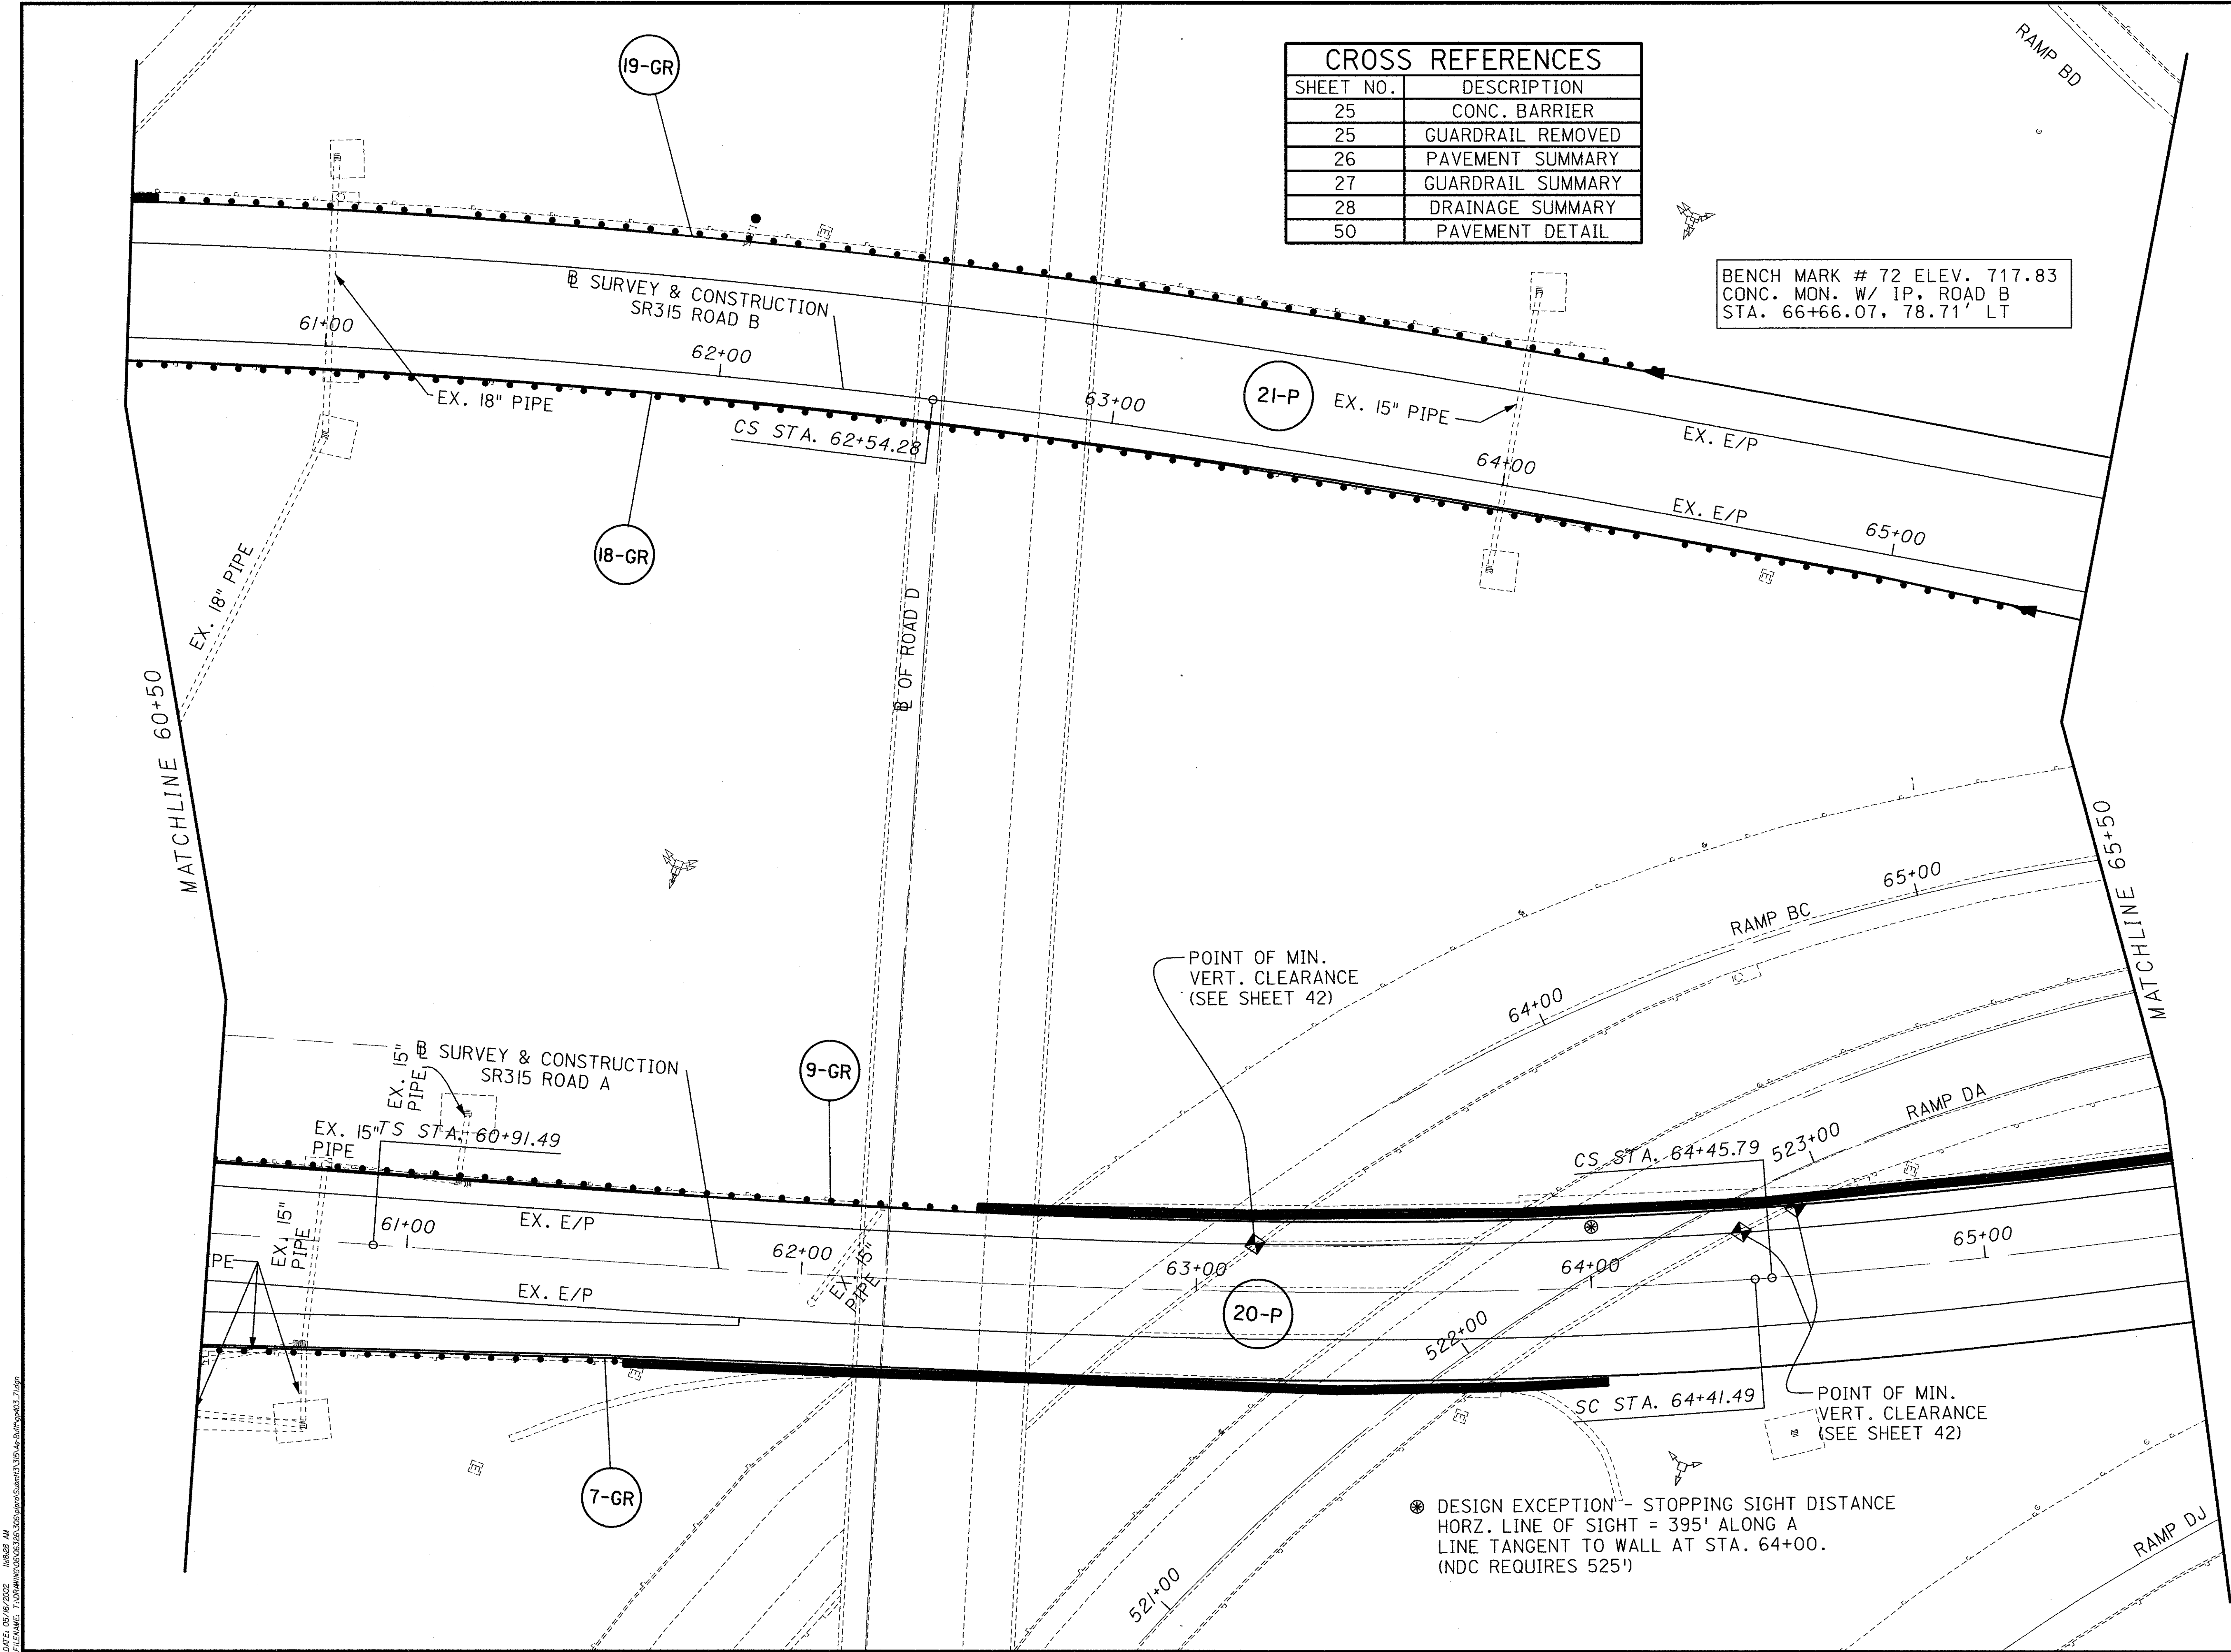 CROSS REFERENCES
SHEET NO. DESCRIPTION
25 CONC. BARRIER
25 GUARDRAIL REMOVED
26 PAVEMENT SUMMARY
27 GUARDRAIL SUMMARY
28 DRAINAGE SUMMARY
50 PAVEMENT DETAIL
RAMP BD
BENCH MARK # 72 ELEV. 717.83
CONC. MON. W/ IP, ROAD B
STA. 66+66.07, 78.71' LT
19-GR
℄ SURVEY & CONSTRUCTION
SR315 ROAD B
61+00
62+00
63+00
64+00
65+00
EX. 18" PIPE
CS STA. 62+54.28
21-P
EX. 15" PIPE
EX. E/P
EX. E/P
18-GR
EX. 18" PIPE
MATCHLINE 60+50
℄ OF ROAD D
MATCHLINE 65+50
65+00
RAMP BC
64+00
POINT OF MIN.
VERT. CLEARANCE
(SEE SHEET 42)
℄ SURVEY & CONSTRUCTION
SR315 ROAD A
EX. 15"
PIPE
9-GR
EX. 15"
PIPE
TS STA. 60+91.49
RAMP DA
CS STA. 64+45.79
523+00
EX. 15"
PIPE
PE
61+00
EX. E/P
62+00
EX. 15"
PIPE
63+00
64+00
65+00
EX. E/P
20-P
522+00
SC STA. 64+41.49
POINT OF MIN.
VERT. CLEARANCE
(SEE SHEET 42)
7-GR
DESIGN EXCEPTION - STOPPING SIGHT DISTANCE
HORZ. LINE OF SIGHT = 395' ALONG A
LINE TANGENT TO WALL AT STA. 64+00.
(NDC REQUIRES 525')
521+00
RAMP DJ
DATE: 05/16/2002